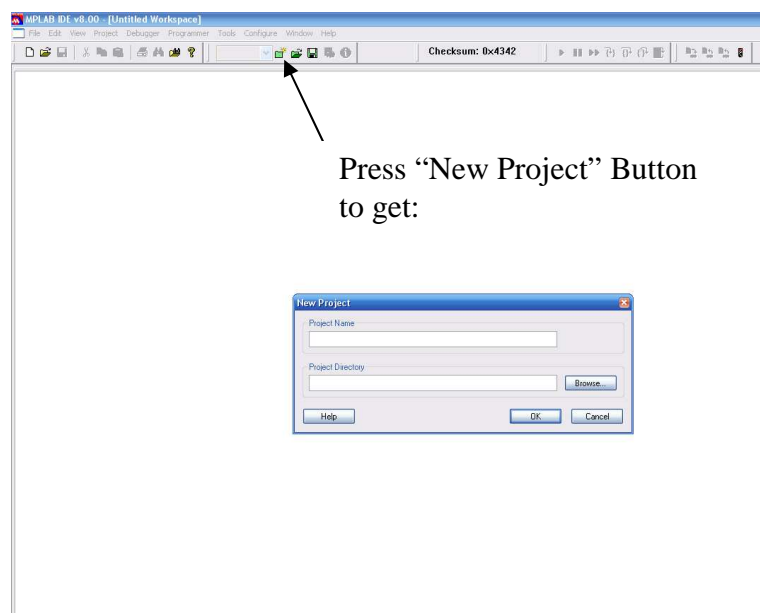 MPLAB IDE v8.00 - [Untitled Workspace]
File Edit View Project Debugger Programmer Tools Configure Window Help
Checksum: 0x4342
Press “New Project” Button
to get:
New Project
Project Name
Project Directory
Browse...
Help OK Cancel